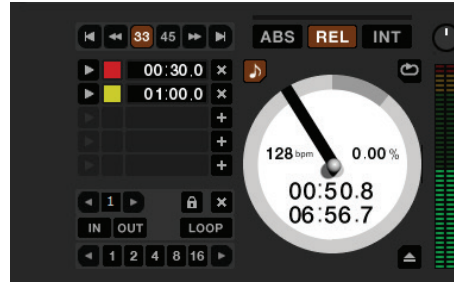 33 45 ABS REL INT
00:30.0
01:00.0
128 bpm 0.00 %
00:50.8
06:56.7
1
IN OUT LOOP
1 2 4 8 16